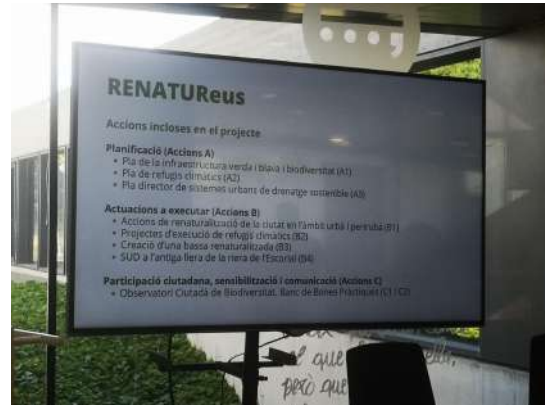 RENATUReus
Accions incloses en el projecte
Planificació (Accions A)
• Pla de la infraestructura verda i blava i biodiversitat (A1)
• Pla de refugis climàtics (A2)
• Pla director de sistemes urbans de drenatge sostenible (A3)
Actuacions a executar (Accions B)
• Accions de renaturalització de la ciutat en l'àmbit urbà i periurbà (B1)
• Projectes d'execució de refugis climàtics (B2)
• Creació d'una bassa renaturalitzada (B3)
• SUD a l'antiga llera de la riera de l'Escorial (B4)
Participació ciutadana, sensibilització i comunicació (Accions C)
• Observatori Ciutadà de Biodiversitat. Banc de Bones Pràctiques (C1 i C2)
el que
però que